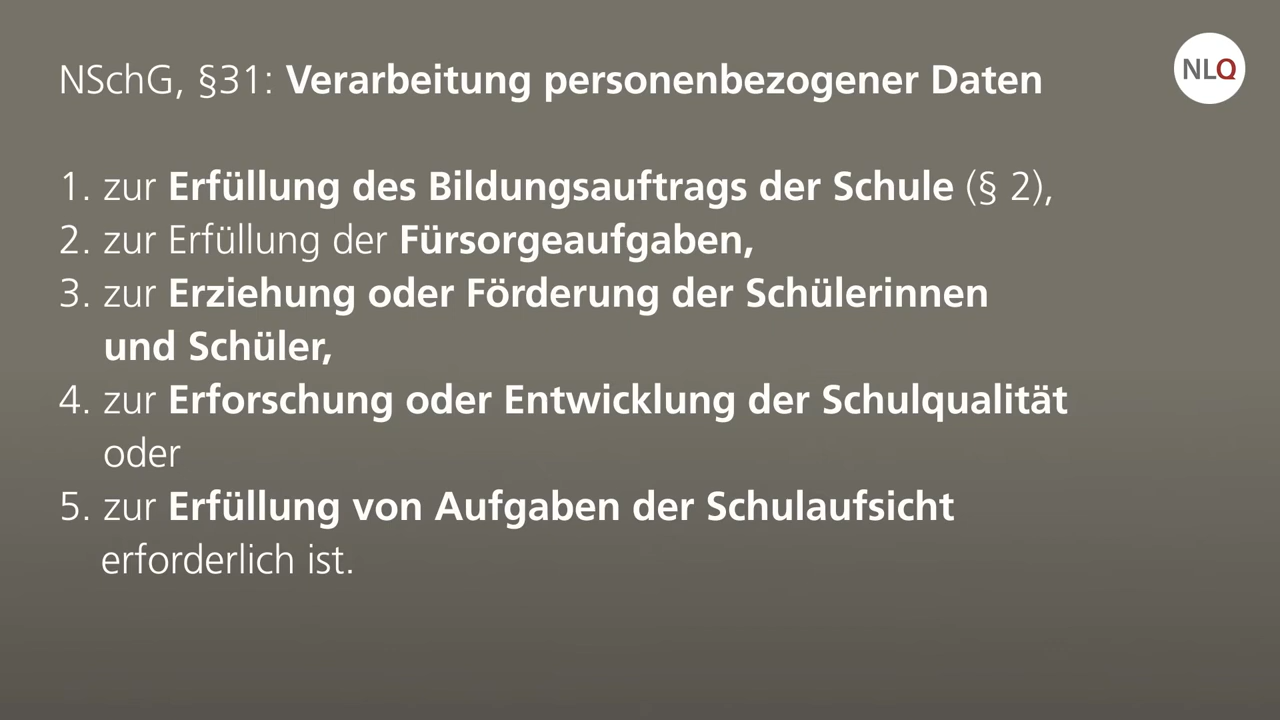 NSchG, §31: Verarbeitung personenbezogener Daten
NLQ
1. zur Erfüllung des Bildungsauftrags der Schule (§ 2),
2. zur Erfüllung der Fürsorgeaufgaben,
3. zur Erziehung oder Förderung der Schülerinnen
und Schüler,
4. zur Erforschung oder Entwicklung der Schulqualität
oder
5. zur Erfüllung von Aufgaben der Schulaufsicht
erforderlich ist.